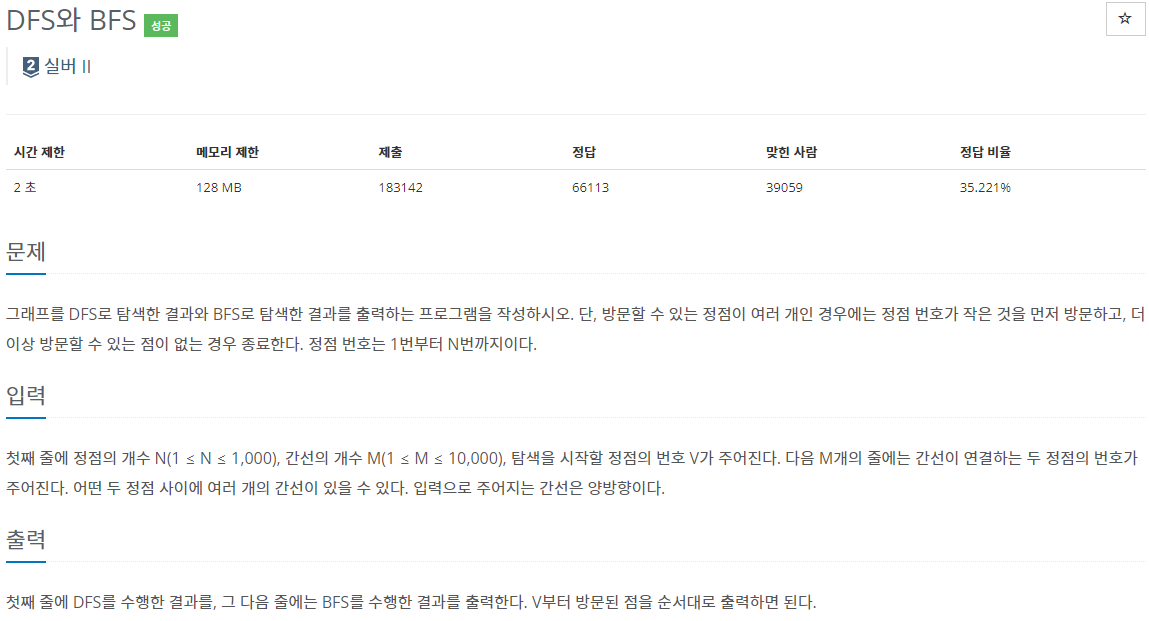 DFS와 BFS 성공
☆
2 실버 II
시간 제한 메모리 제한 제출 정답 맞힌 사람 정답 비율
2 초 128 MB 183142 66113 39059 35.221%
문제
그래프를 DFS로 탐색한 결과와 BFS로 탐색한 결과를 출력하는 프로그램을 작성하시오. 단, 방문할 수 있는 정점이 여러 개인 경우에는 정점 번호가 작은 것을 먼저 방문하고, 더
이상 방문할 수 있는 점이 없는 경우 종료한다. 정점 번호는 1번부터 N번까지이다.
입력
첫째 줄에 정점의 개수 N(1 ≤ N ≤ 1,000), 간선의 개수 M(1 ≤ M ≤ 10,000), 탐색을 시작할 정점의 번호 V가 주어진다. 다음 M개의 줄에는 간선이 연결하는 두 정점의 번호가
주어진다. 어떤 두 정점 사이에 여러 개의 간선이 있을 수 있다. 입력으로 주어지는 간선은 양방향이다.
출력
첫째 줄에 DFS를 수행한 결과를, 그 다음 줄에는 BFS를 수행한 결과를 출력한다. V부터 방문된 점을 순서대로 출력하면 된다.